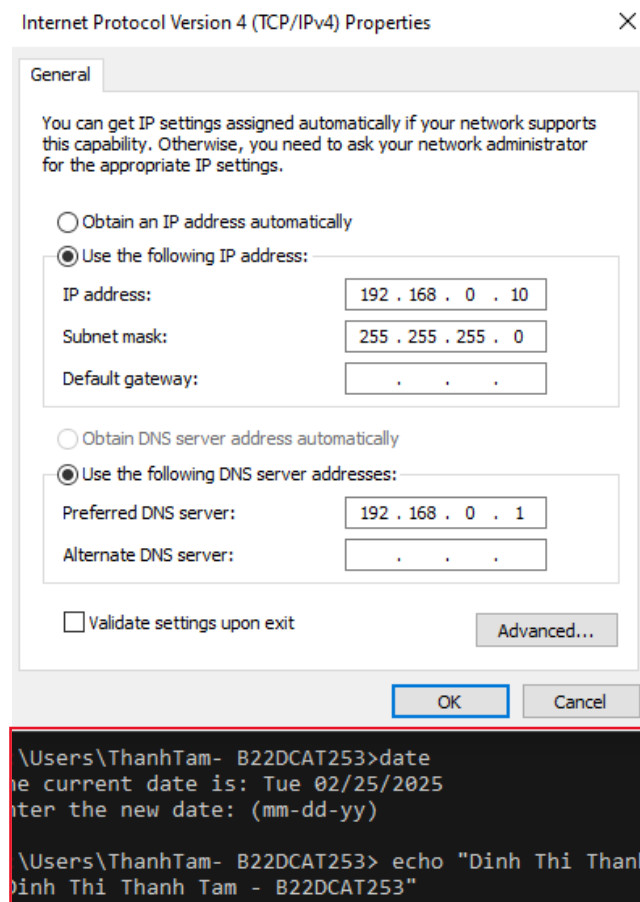 Internet Protocol Version 4 (TCP/IPv4) Properties
General
You can get IP settings assigned automatically if your network supports
this capability. Otherwise, you need to ask your network administrator
for the appropriate IP settings.
Obtain an IP address automatically
Use the following IP address:
IP address: 192 . 168 . 0 . 10
Subnet mask: 255 . 255 . 255 . 0
Default gateway: . . .
Obtain DNS server address automatically
Use the following DNS server addresses:
Preferred DNS server: 192 . 168 . 0 . 1
Alternate DNS server: . . .
Validate settings upon exit
Advanced...
OK Cancel
\Users\ThanhTam- B22DCAT253>date
e current date is: Tue 02/25/2025
ter the new date: (mm-dd-yy)
\Users\ThanhTam- B22DCAT253> echo "Dinh Thi Thanh
Dinh Thi Thanh Tam - B22DCAT253"